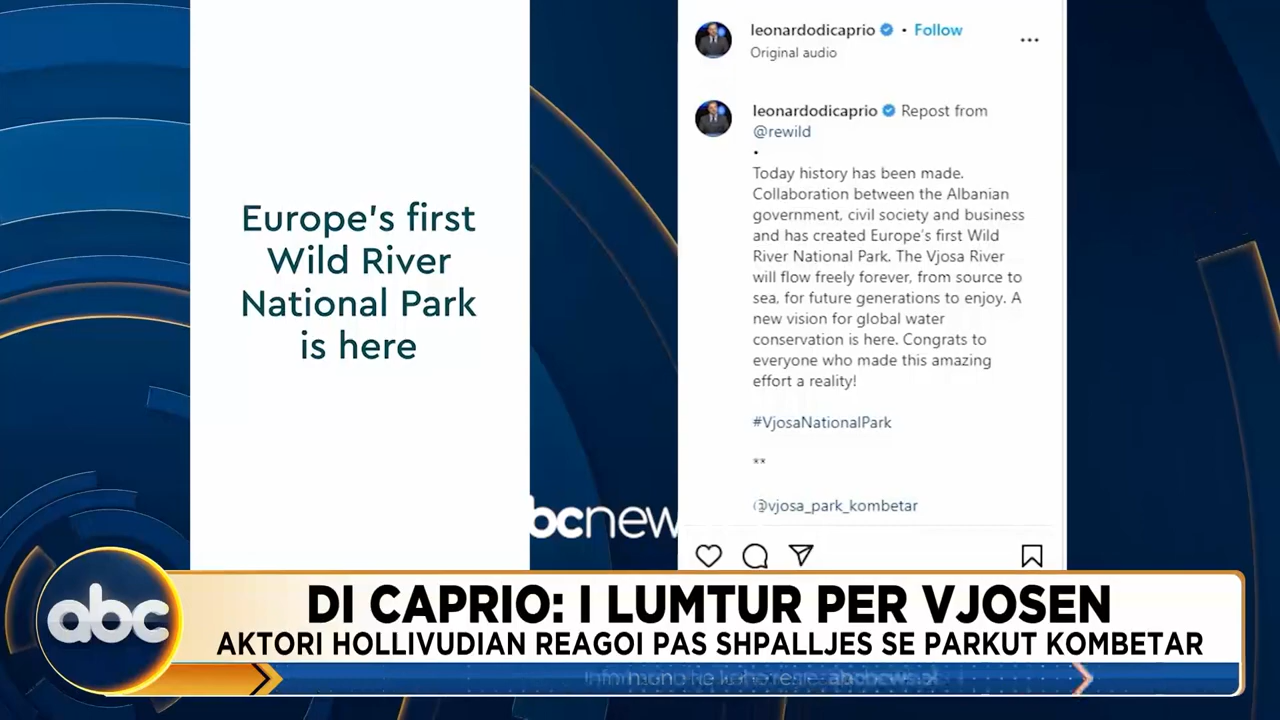 Europe's first
Wild River
National Park
is here
leonardodicaprio • Follow
Original audio
...
leonardodicaprio Repost from
@rewild
•
Today history has been made.
Collaboration between the Albanian
government, civil society and business
and has created Europe's first Wild
River National Park. The Vjosa River
will flow freely forever, from source to
sea, for future generations to enjoy. A
new vision for global water
conservation is here. Congrats to
everyone who made this amazing
effort a reality!
#VjosaNationalPark
**
@vjosa_park_kombetar
bcnews
DI CAPRIO: I LUMTUR PER VJOSEN
abc
AKTORI HOLLIVUDIAN REAGOI PAS SHPALLJES SE PARKUT KOMBETAR